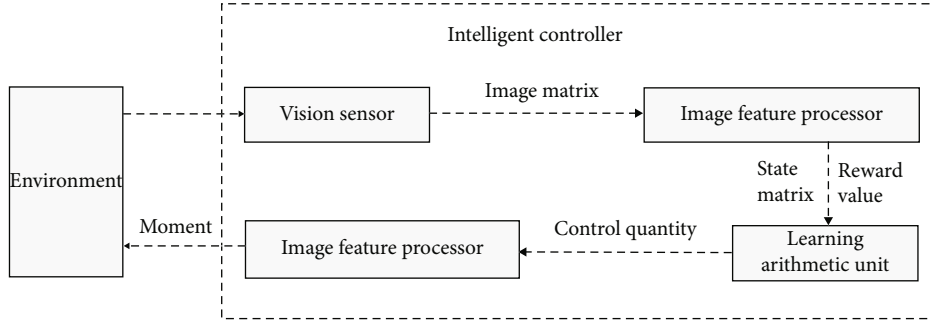 Intelligent controller
Image matrix
Vision sensor
Image feature processor
Environment
State
matrix
Reward
value
Moment
Image feature processor
Control quantity
Learning
arithmetic unit